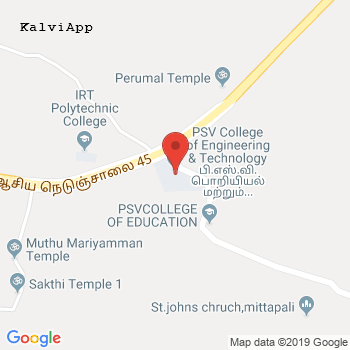 KalviApp
Perumal Temple
IRT
Polytechnic
College
PSV College
of Engineering
& Technology
பி.எஸ்.வி.
பொறியியல்
மற்றும்...
ஆசிய நெடுஞ்சாலை 45
PSVCOLLEGE
OF EDUCATION
Muthu Mariyamman
Temple
Sakthi Temple 1
St.johns chruch,mittapali
Google
Map data ©2019 Google